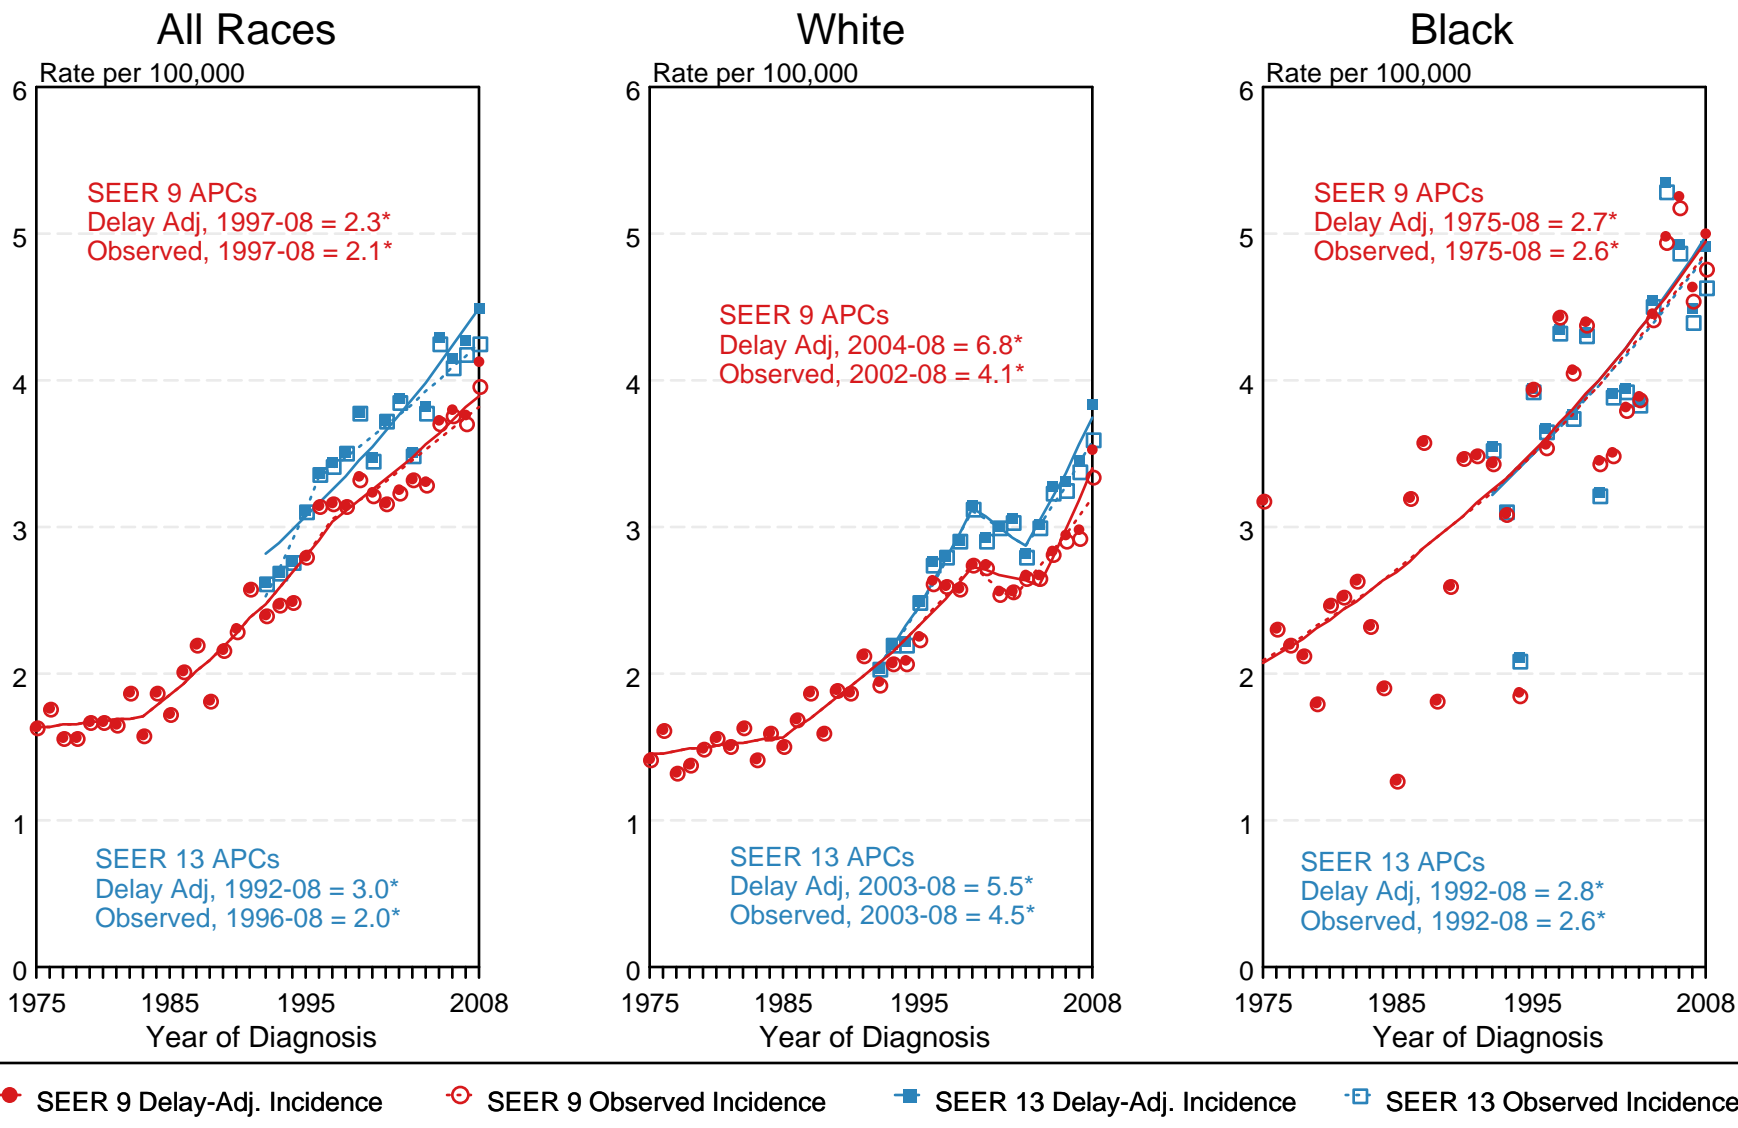 All Races
Rate per 100,000
6
5
4
3
2
1
0
SEER 9 APCs
Delay Adj, 1997-08 = 2.3*
Observed, 1997-08 = 2.1*
SEER 13 APCs
Delay Adj, 1992-08 = 3.0*
Observed, 1996-08 = 2.0*
1975 1985 1995 2008
Year of Diagnosis
White
Rate per 100,000
6
5
4
3
2
1
0
SEER 9 APCs
Delay Adj, 2004-08 = 6.8*
Observed, 2002-08 = 4.1*
SEER 13 APCs
Delay Adj, 2003-08 = 5.5*
Observed, 2003-08 = 4.5*
1975 1985 1995 2008
Year of Diagnosis
Black
Rate per 100,000
6
5
4
3
2
1
0
SEER 9 APCs
Delay Adj, 1975-08 = 2.7*
Observed, 1975-08 = 2.6*
SEER 13 APCs
Delay Adj, 1992-08 = 2.8*
Observed, 1992-08 = 2.6*
1975 1985 1995 2008
Year of Diagnosis
SEER 9 Delay-Adj. Incidence SEER 9 Observed Incidence SEER 13 Delay-Adj. Incidence SEER 13 Observed Incidence